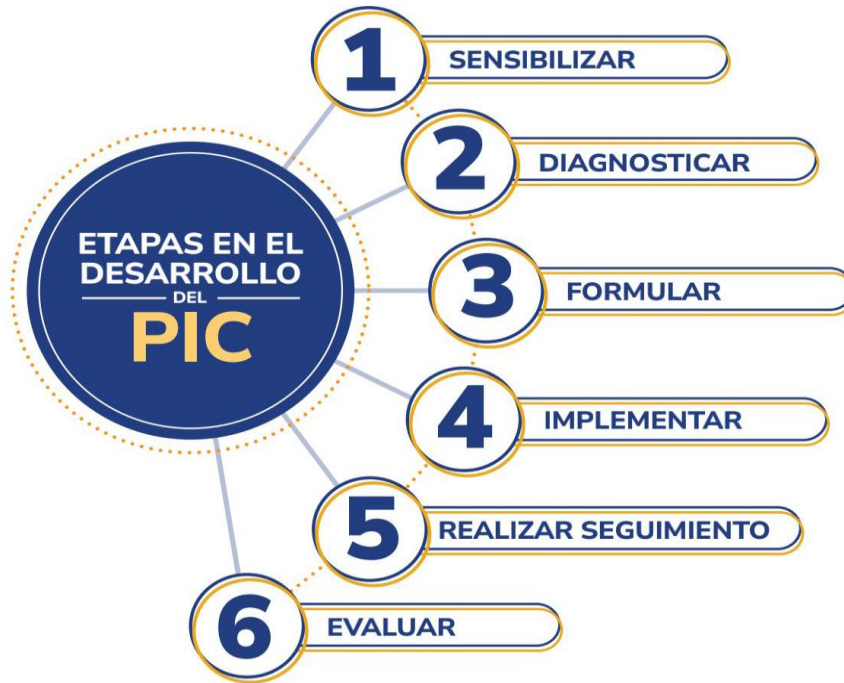 ETAPAS EN EL
DESARROLLO
DEL
PIC
1
SENSIBILIZAR
2
DIAGNOSTICAR
3
FORMULAR
4
IMPLEMENTAR
5
REALIZAR SEGUIMIENTO
6
EVALUAR